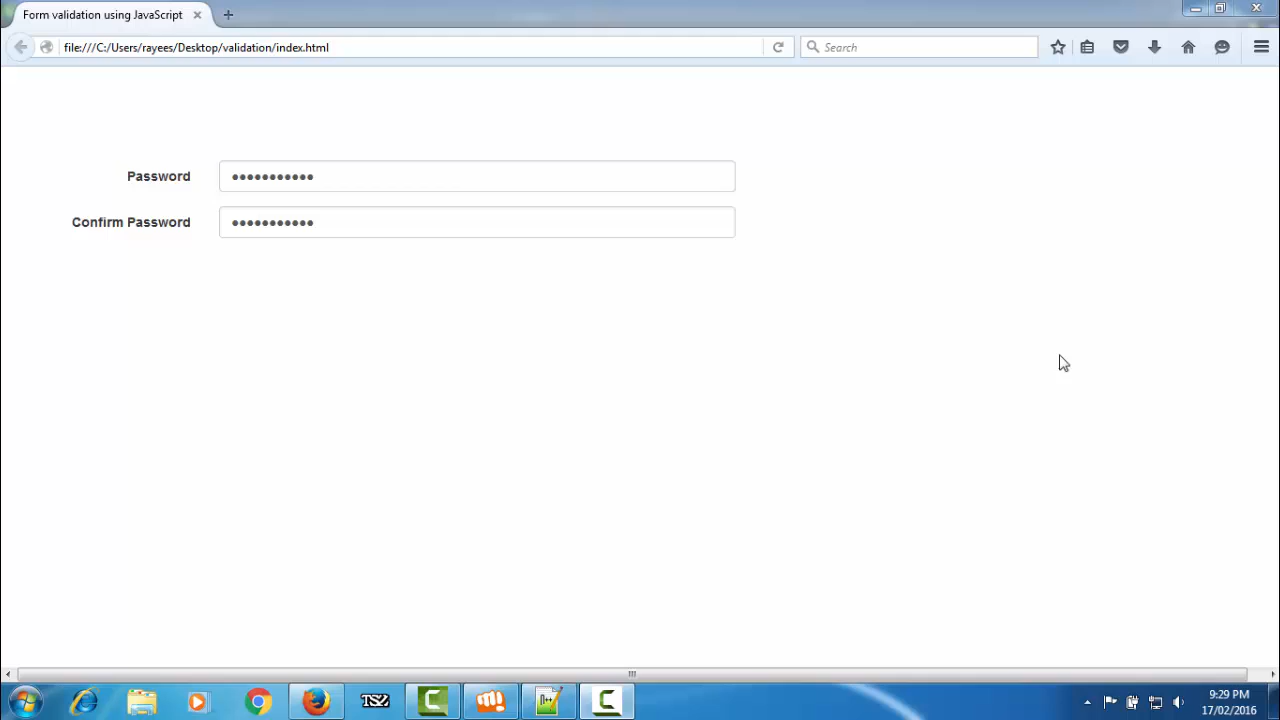 Form validation using JavaScript
file:///C:/Users/rayees/Desktop/validation/index.html
Search
Password
●●●●●●●●●●●
Confirm Password
●●●●●●●●●●●
TS2
9:29 PM
17/02/2016